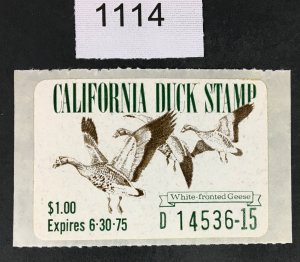 1114
CALIFORNIA DUCK STAMP
White-fronted Geese
$1.00
Expires 6-30-75
D 14536-15